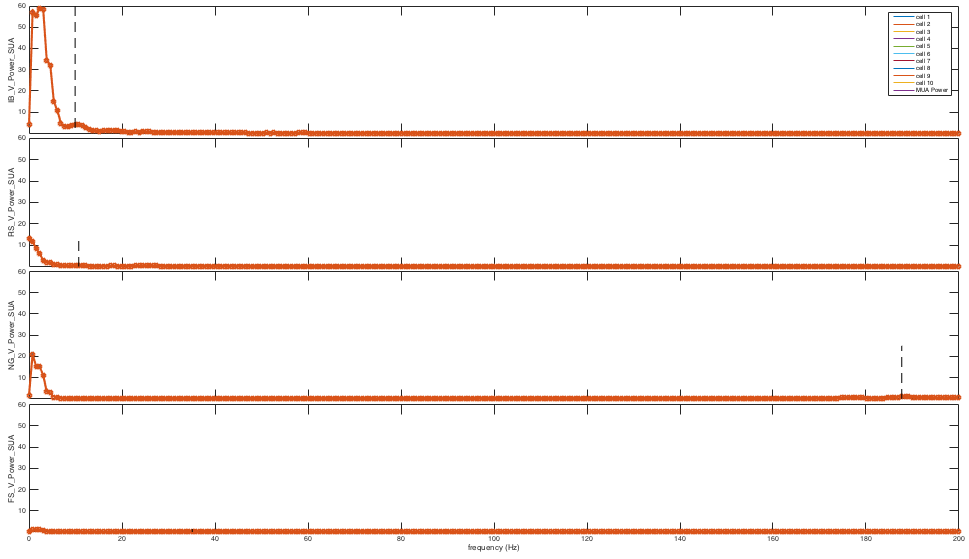 60
50
40
30
20
10
IB_V_Power_SUA
cell 1
cell 2
cell 3
cell 4
cell 5
cell 6
cell 7
cell 8
cell 9
cell 10
MUA Power
60
50
40
30
20
10
RS_V_Power_SUA
60
50
40
30
20
10
NG_V_Power_SUA
60
50
40
30
20
10
FS_V_Power_SUA
0 20 40 60 80 100 120 140 160 180 200
frequency (Hz)